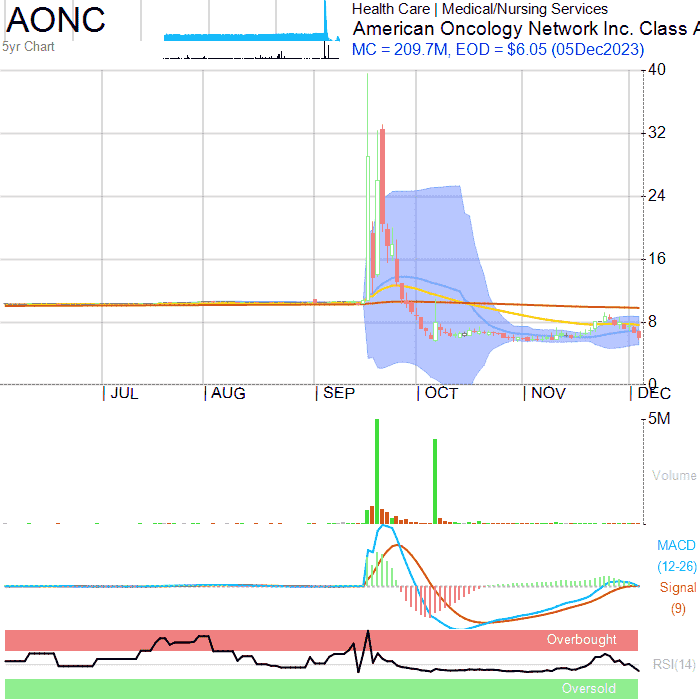 AONC
5yr Chart
Health Care | Medical/Nursing Services
American Oncology Network Inc. Class A
MC = 209.7M, EOD = $6.05 (05Dec2023)
40
32
24
16
8
0
JUL
AUG
SEP
OCT
NOV
DEC
5M
Volume
MACD
(12-26)
Signal
(9)
Overbought
RSI(14)
Oversold